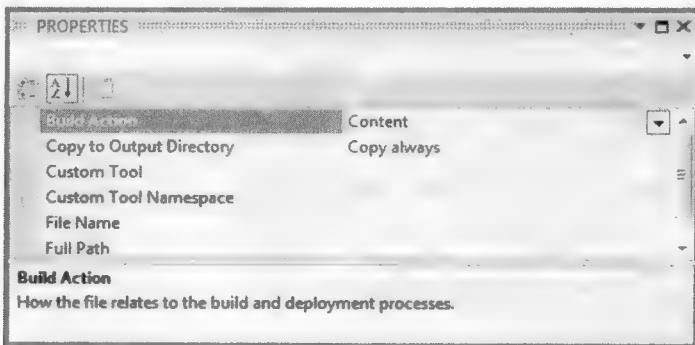 PROPERTIES
Build Action Content
Copy to Output Directory Copy always
Custom Tool
Custom Tool Namespace
File Name
Full Path
Build Action
How the file relates to the build and deployment processes.